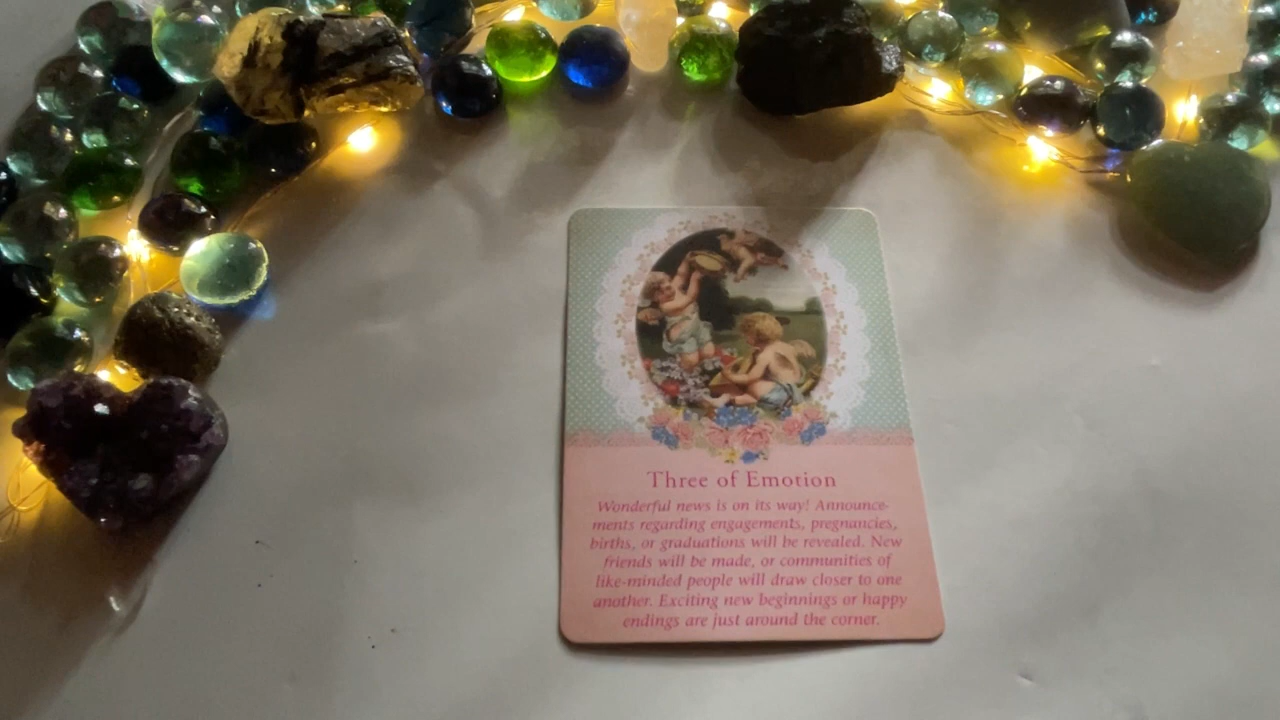 Three of Emotion
Wonderful news is on its way! Announce-
ments regarding engagements, pregnancies,
births, or graduations will be revealed. New
friends will be made, or communities of
like-minded people will draw closer to one
another. Exciting new beginnings or happy
endings are just around the corner.